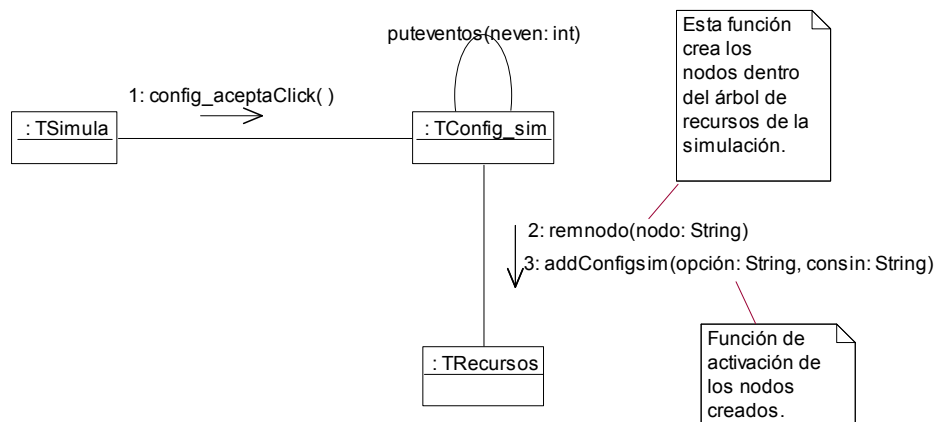 puteventos(neven: int)
1: config_aceptaClick( )
: TSimula
: TConfig_sim
Esta función
crea los
nodos dentro
del árbol de
recursos de la
simulación.
2: remnodo(nodo: String)
3: addConfigsim(opción: String, consin: String)
: TRecursos
Función de
activación de
los nodos
creados.